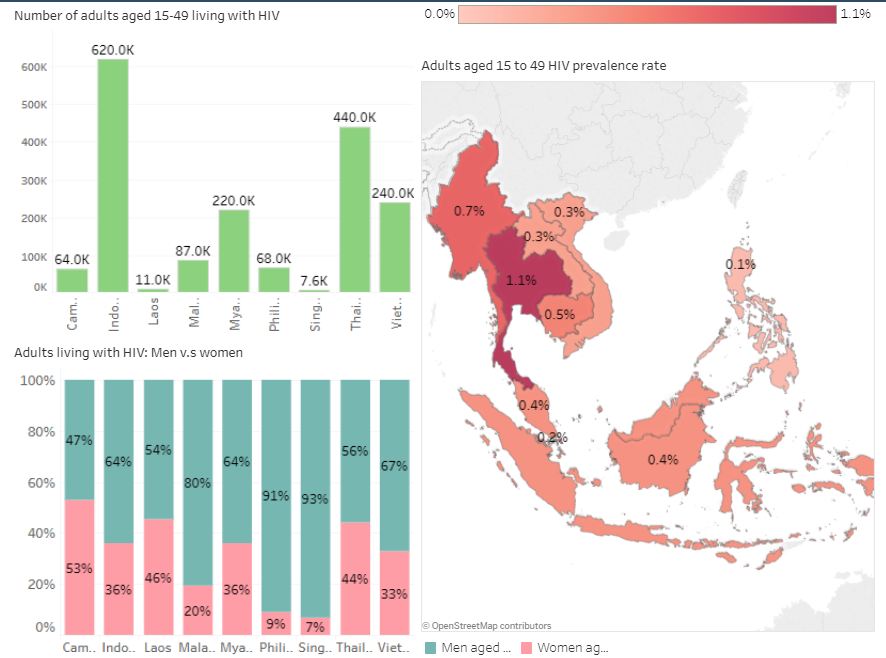 Number of adults aged 15-49 living with HIV
600K
500K
400K
300K
200K
100K
0K
64.0K
620.0K
11.0K
87.0K
220.0K
68.0K
7.6K
440.0K
240.0K
Cam..
Indo..
Laos
Mal..
Mya..
Phili..
Sing..
Thai..
Viet..
Adults living with HIV: Men v.s women
100%
80%
60%
40%
20%
0%
47% 64% 54% 80% 64% 91% 93% 56% 67%
53% 36% 46% 20% 36% 9% 7% 44% 33%
Cam.. Indo.. Laos Mala.. Mya.. Phili.. Sing.. Thail.. Viet..
0.0% 1.1%
Adults aged 15 to 49 HIV prevalence rate
0.7%
0.3%
0.3%
0.1%
1.1%
0.5%
0.4%
0.2%
0.4%
© OpenStreetMap contributors
Men aged ... Women ag...